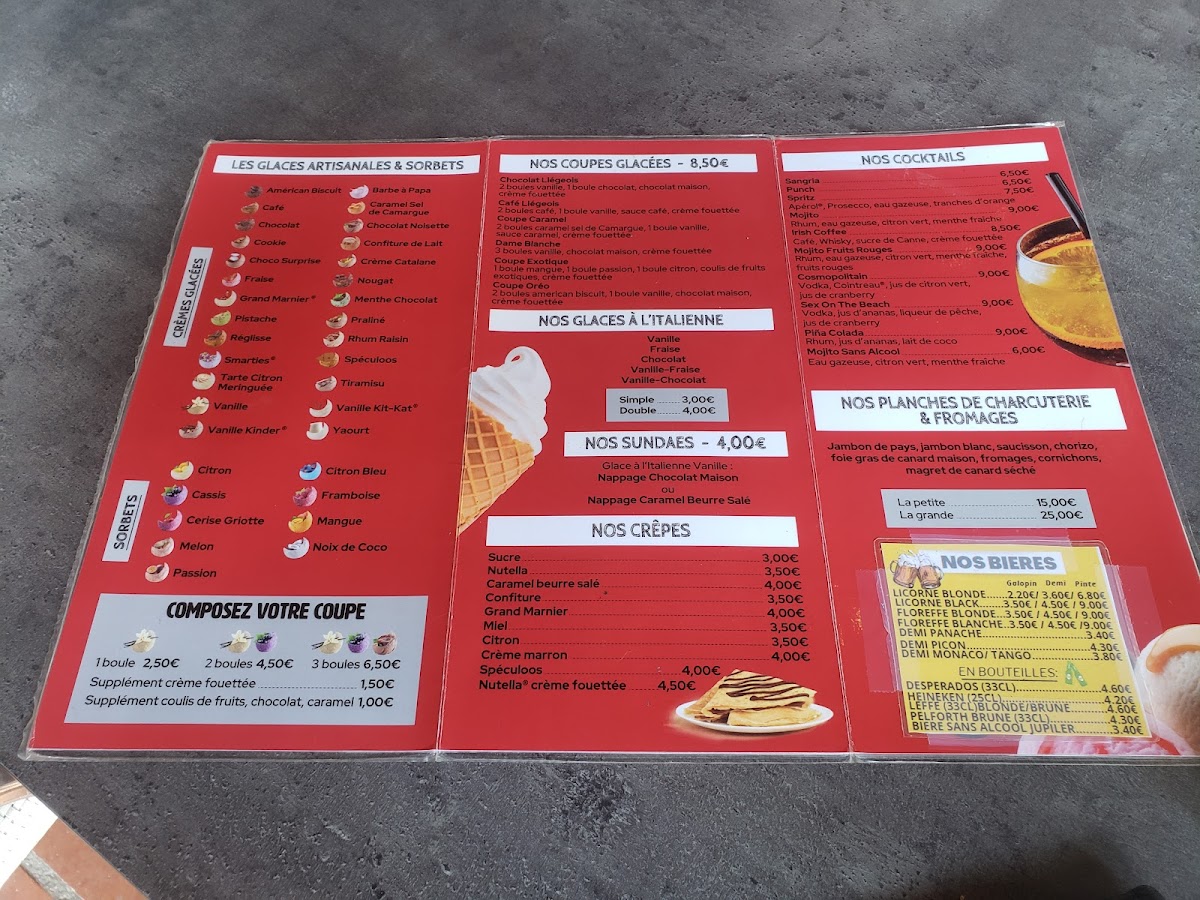 LES GLACES ARTISANALES & SORBETS
CRÈMES GLACÉES
Américan Biscuit
Barbe à Papa
Café
Caramel Sel
de Camargue
Chocolat
Chocolat Noisette
Cookie
Confiture de Lait
Choco Surprise
Crème Catalane
Fraise
Nougat
Grand Marnier®
Menthe Chocolat
Pistache
Praliné
Réglisse
Rhum Raisin
Smarties®
Spéculoos
Tarte Citron
Meringuée
Tiramisu
Vanille
Vanille Kit-Kat®
Vanille Kinder®
Yaourt
SORBETS
Citron
Citron Bleu
Cassis
Framboise
Cerise Griotte
Mangue
Melon
Noix de Coco
Passion
COMPOSEZ VOTRE COUPE
1 boule 2,50€ 2 boules 4,50€ 3 boules 6,50€
Supplément crème fouettée 1,50€
Supplément coulis de fruits, chocolat, caramel 1,00€
NOS COUPES GLACÉES - 8,50€
Chocolat Liégeois
2 boules vanille, 1 boule chocolat, chocolat maison,
crème fouettée
Café Liégeois
2 boules café, 1 boule vanille, sauce café, crème fouettée
Coupe Caramel
2 boules caramel sel de Camargue, 1 boule vanille,
sauce caramel, crème fouettée
Dame Blanche
3 boules vanille, chocolat maison, crème fouettée
Coupe Exotique
1 boule mangue, 1 boule passion, 1 boule citron, coulis de fruits
exotiques, crème fouettée
Coupe Oréo
2 boules american biscuit, 1 boule vanille, chocolat maison,
crème fouettée
NOS GLACES À L'ITALIENNE
Vanille
Fraise
Chocolat
Vanille-Fraise
Vanille-Chocolat
Simple 3,00€
Double 4,00€
NOS SUNDAES - 4,00€
Glace à l'Italienne Vanille :
Nappage Chocolat Maison
ou
Nappage Caramel Beurre Salé
NOS CRÊPES
Sucre 3,00€
Nutella 3,50€
Caramel beurre salé 4,00€
Confiture 3,50€
Grand Marnier 4,00€
Miel 3,50€
Citron 3,50€
Crème marron 4,00€
Spéculoos 4,00€
Nutella® crème fouettée 4,50€
NOS COCKTAILS
Sangria 6,50€
Punch 6,50€
Spritz 7,50€
Apérol®, Prosecco, eau gazeuse, tranches d'orange
Mojito 9,00€
Rhum, eau gazeuse, citron vert, menthe fraîche
Irish Coffee 8,50€
Café, Whisky, sucre de Canne, crème fouettée
Mojito Fruits Rouges 9,00€
Rhum, eau gazeuse, citron vert, menthe fraîche,
fruits rouges
Cosmopolitain 9,00€
Vodka, Cointreau®, jus de citron vert,
jus de cranberry
Sex On The Beach 9,00€
Vodka, jus d'ananas, liqueur de pêche,
jus de cranberry
Piña Colada 9,00€
Rhum, jus d'ananas, lait de coco
Mojito Sans Alcool 6,00€
Eau gazeuse, citron vert, menthe fraîche
NOS PLANCHES DE CHARCUTERIE
& FROMAGES
Jambon de pays, jambon blanc, saucisson, chorizo,
foie gras de canard maison, fromages, cornichons,
magret de canard séché
La petite 15,00€
La grande 25,00€
NOS BIERES
Galopin Demi Pinte
LICORNE BLONDE.....2.20€/ 3.60€/ 6.80€
LICORNE BLACK.......3.50€ / 4.50€ / 9.00€
FLOREFFE BLONDE..3.50€ / 4.50€ / 9.00€
FLOREFFE BLANCHE..3.50€/ 4.50€ /9.00€
DEMI PANACHE 3.40€
DEMI PICON 4.30€
DEMI MONACO/ TANGO 3.80€
EN BOUTEILLES:
DESPERADOS (33CL) 4.60€
HEINEKEN (25CL) 4.20€
LEFFE (33CL)BLONDE/BRUNE 4.60€
PELFORTH BRUNE (33CL) 4.30€
BIERE SANS ALCOOL JUPILER 3.40€